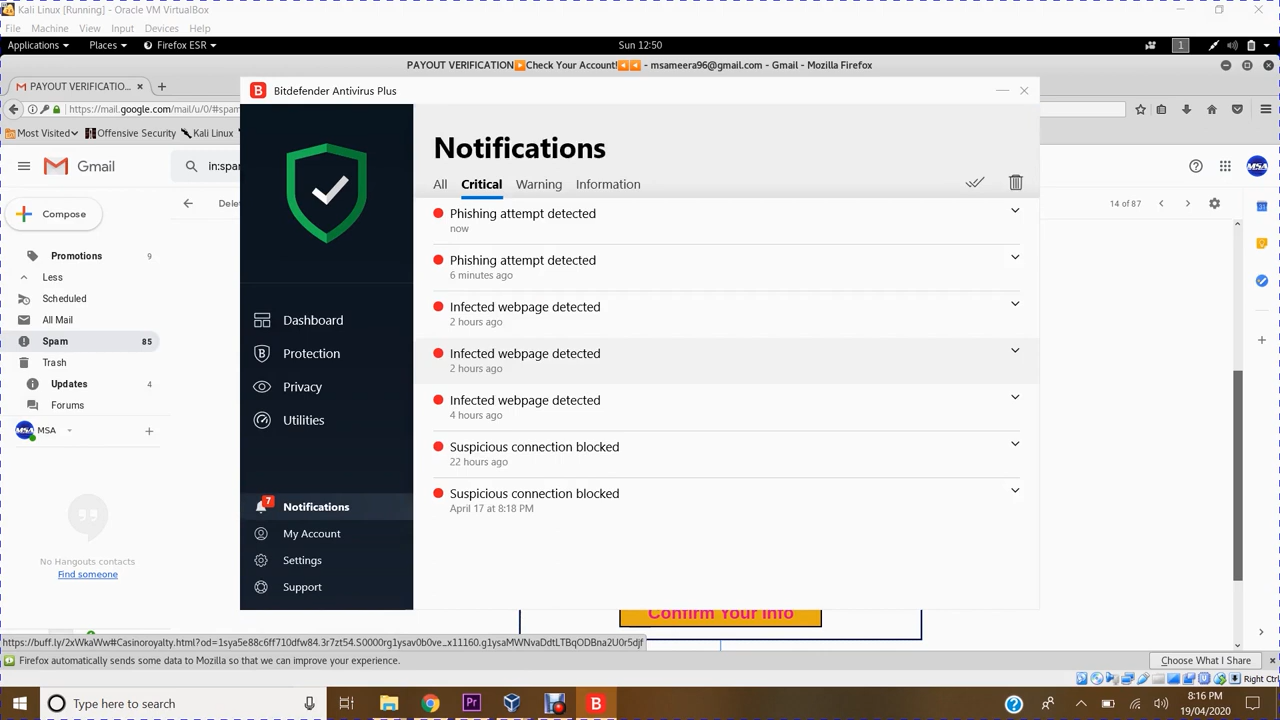 Kali Linux [Running] - Oracle VM VirtualBox
File Machine View Input Devices Help
Applications Places Firefox ESR Sun 12:50 1
PAYOUT VERIFICATION▶Check Your Account!◀◀ - msameera96@gmail.com - Gmail - Mozilla Firefox
PAYOUT VERIFICATIO… × +
https://mail.google.com/mail/u/0/#spam
Most Visited Offensive Security Kali Linux
Gmail
in:spa
Compose
Dele
14 of 87
Promotions 9
Less
Scheduled
All Mail
Spam 85
Trash
Updates 4
Forums
MSA
No Hangouts contacts
Find someone
MSA
B Bitdefender Antivirus Plus
Dashboard
Protection
Privacy
Utilities
7
Notifications
My Account
Settings
Support
Notifications
All Critical Warning Information
Phishing attempt detected
now
Phishing attempt detected
6 minutes ago
Infected webpage detected
2 hours ago
Infected webpage detected
2 hours ago
Infected webpage detected
4 hours ago
Suspicious connection blocked
22 hours ago
Suspicious connection blocked
April 17 at 8:18 PM
Confirm Your Info
Firefox automatically sends some data to Mozilla so that we can improve your experience. Choose What I Share ×
Right Ctrl
Type here to search
8:16 PM
19/04/2020